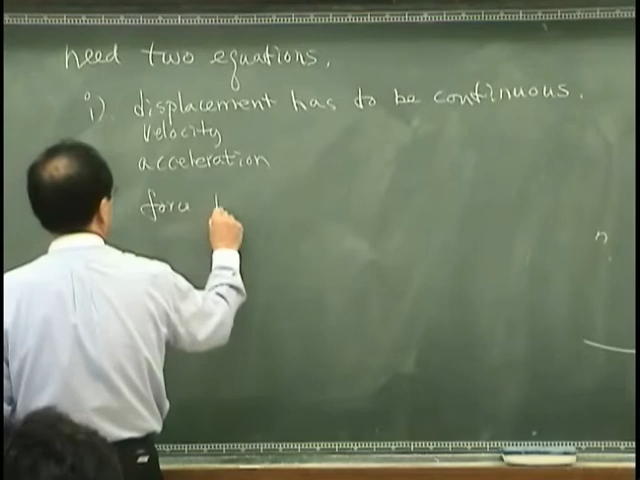 need two equations.
i). displacement has to be continuous.
velocity
acceleration
force
n